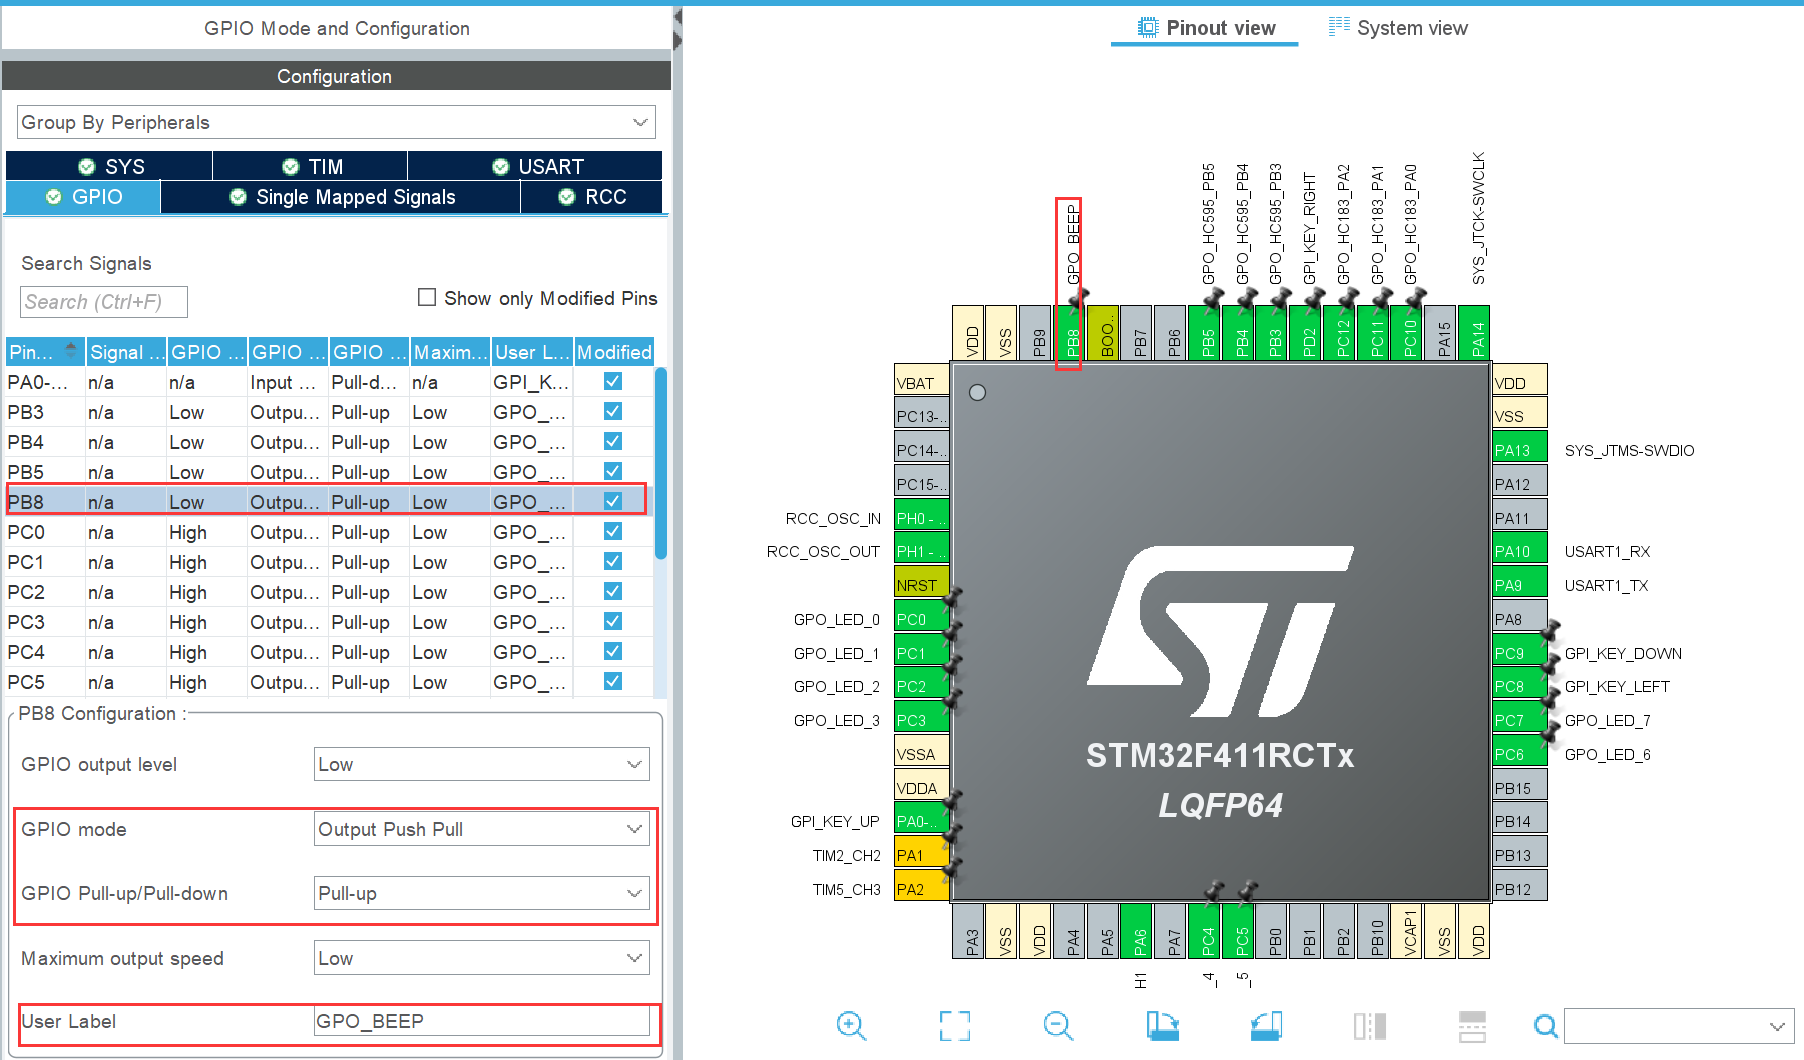 GPIO Mode and Configuration
Configuration
Group By Peripherals
SYS
TIM
USART
GPIO
Single Mapped Signals
RCC
Search Signals
Search (Ctrl+F)
Show only Modified Pins
Pin... Signal ... GPIO ... GPIO ... GPIO ... Maxim... User L... Modified
PA0-... n/a n/a Input ... Pull-d... n/a GPI_K...
PB3 n/a Low Outpu... Pull-up Low GPO_...
PB4 n/a Low Outpu... Pull-up Low GPO_...
PB5 n/a Low Outpu... Pull-up Low GPO_...
PB8 n/a Low Outpu... Pull-up Low GPO_...
PC0 n/a High Outpu... Pull-up Low GPO_...
PC1 n/a High Outpu... Pull-up Low GPO_...
PC2 n/a High Outpu... Pull-up Low GPO_...
PC3 n/a High Outpu... Pull-up Low GPO_...
PC4 n/a High Outpu... Pull-up Low GPO_...
PC5 n/a High Outpu... Pull-up Low GPO_...
PB8 Configuration :
GPIO output level Low
GPIO mode Output Push Pull
GPIO Pull-up/Pull-down Pull-up
Maximum output speed Low
User Label GPO_BEEP
Pinout view
System view
GPO_BEEP
GPO_HC595_PB5
GPO_HC595_PB4
GPO_HC595_PB3
GPI_KEY_RIGHT
GPO_HC183_PA2
GPO_HC183_PA1
GPO_HC183_PA0
SYS_JTCK-SWCLK
VDD
VSS
PB9
PB8
BOO..
PB7
PB6
PB5
PB4
PB3
PD2
PC12
PC11
PC10
PA15
PA14
VBAT
PC13-..
PC14-..
PC15-..
RCC_OSC_IN PH0 - ..
RCC_OSC_OUT PH1 - ..
NRST
GPO_LED_0 PC0
GPO_LED_1 PC1
GPO_LED_2 PC2
GPO_LED_3 PC3
VSSA
VDDA
GPI_KEY_UP PA0-..
TIM2_CH2 PA1
TIM5_CH3 PA2
STM32F411RCTx
LQFP64
VDD
VSS
PA13 SYS_JTMS-SWDIO
PA12
PA11
PA10 USART1_RX
PA9 USART1_TX
PA8
PC9 GPI_KEY_DOWN
PC8 GPI_KEY_LEFT
PC7 GPO_LED_7
PC6 GPO_LED_6
PB15
PB14
PB13
PB12
PA3
VSS
VDD
PA4
PA5
PA6
PA7
PC4
PC5
PB0
PB1
PB2
PB10
VCAP1
VSS
VDD
H1
_4
_5